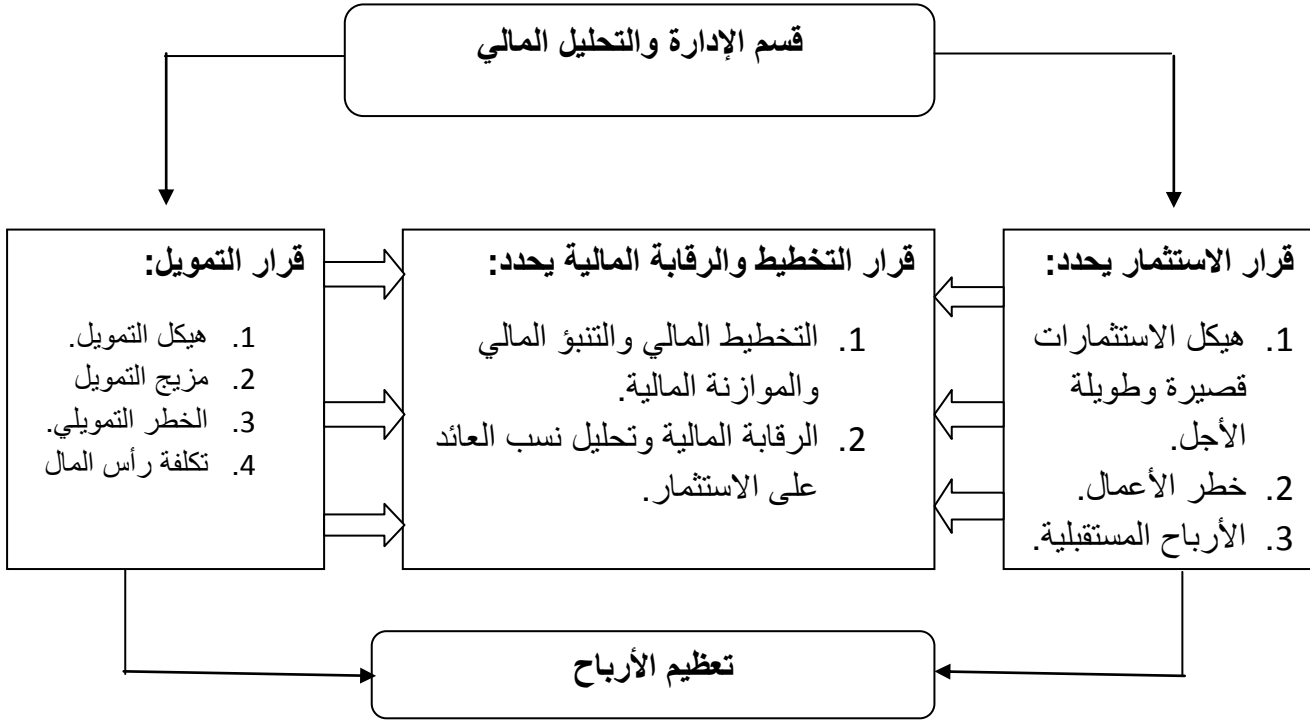 قسم الإدارة والتحليل المالي
قرار الاستثمار يحدد:
1. هيكل الاستثمارات
قصيرة وطويلة
الأجل.
2. خطر الأعمال.
3. الأرباح المستقبلية.
قرار التخطيط والرقابة المالية يحدد:
1. التخطيط المالي والتنبؤ المالي
والموازنة المالية.
2. الرقابة المالية وتحليل نسب العائد
على الاستثمار.
قرار التمويل:
1. هيكل التمويل.
2. مزيج التمويل
3. الخطر التمويلي.
4. تكلفة رأس المال
تعظيم الأرباح